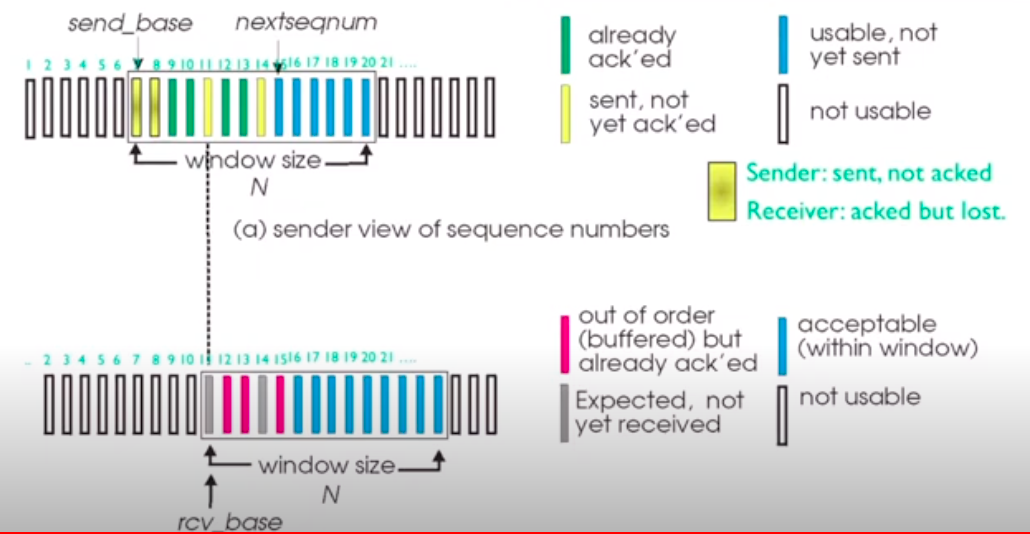 send_base nextseqnum
1 2 3 4 5 6 8 9 10 11 12 13 14 15 16 17 18 19 20 21 ....
window size
N
already
ack'ed
usable, not
yet sent
sent, not
yet ack'ed
not usable
Sender: sent, not acked
Receiver: acked but lost.
(a) sender view of sequence numbers
.. 2 3 4 5 6 7 8 9 10 11 12 13 14 15 16 17 18 19 20 21 ....
window size
N
rcv_base
out of order
(buffered) but
already ack'ed
acceptable
(within window)
Expected, not
yet received
not usable